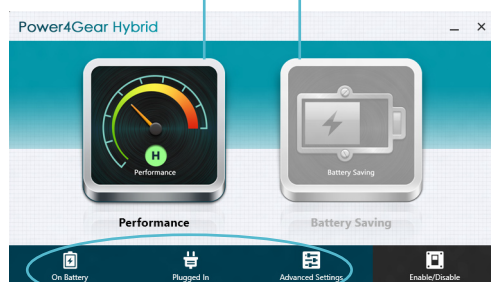 Power4Gear Hybrid
H
Performance
Battery Saving
Performance
Battery Saving
On Battery
Plugged In
Advanced Settings
Enable/Disable